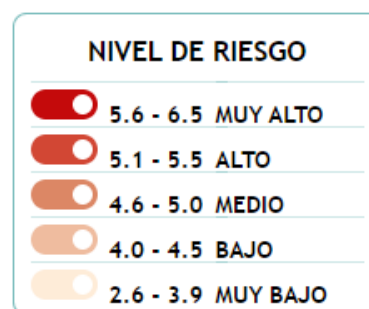 NIVEL DE RIESGO
5.6 - 6.5 MUY ALTO
5.1 - 5.5 ALTO
4.6 - 5.0 MEDIO
4.0 - 4.5 BAJO
2.6 - 3.9 MUY BAJO